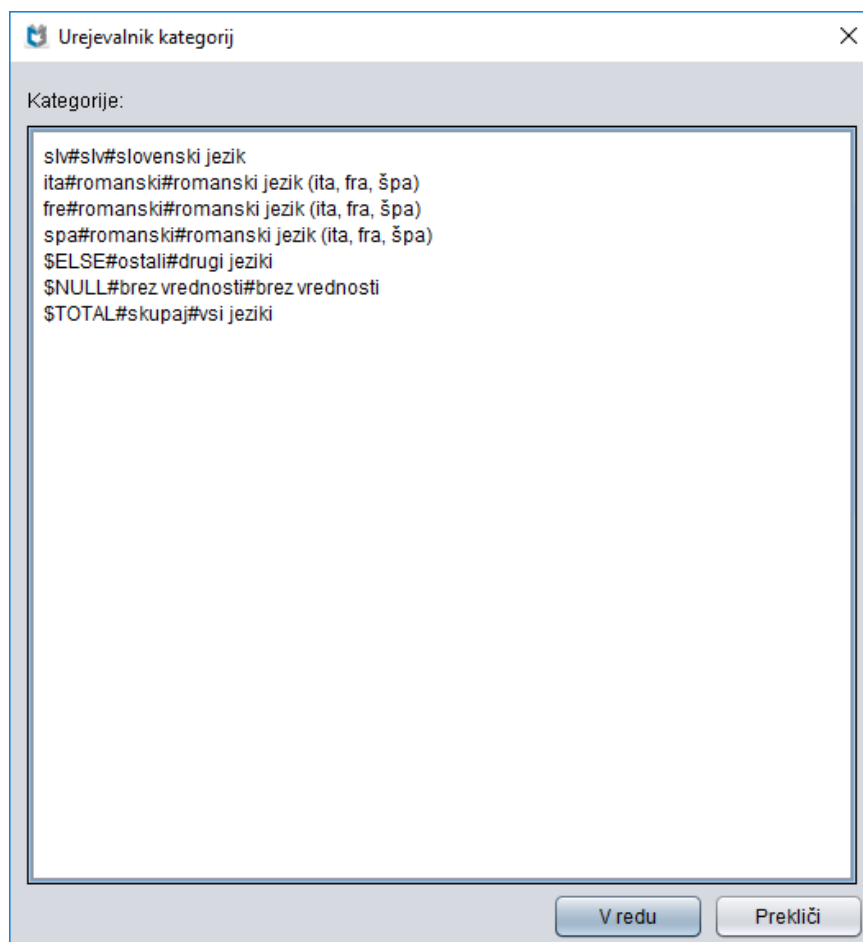 Urejevalnik kategorij
Kategorije:
slv#slv#slovenski jezik
ita#romanski#romanski jezik (ita, fra, špa)
fre#romanski#romanski jezik (ita, fra, špa)
spa#romanski#romanski jezik (ita, fra, špa)
$ELSE#ostali#drugi jeziki
$NULL#brez vrednosti#brez vrednosti
$TOTAL#skupaj#vsi jeziki
V redu Prekliči